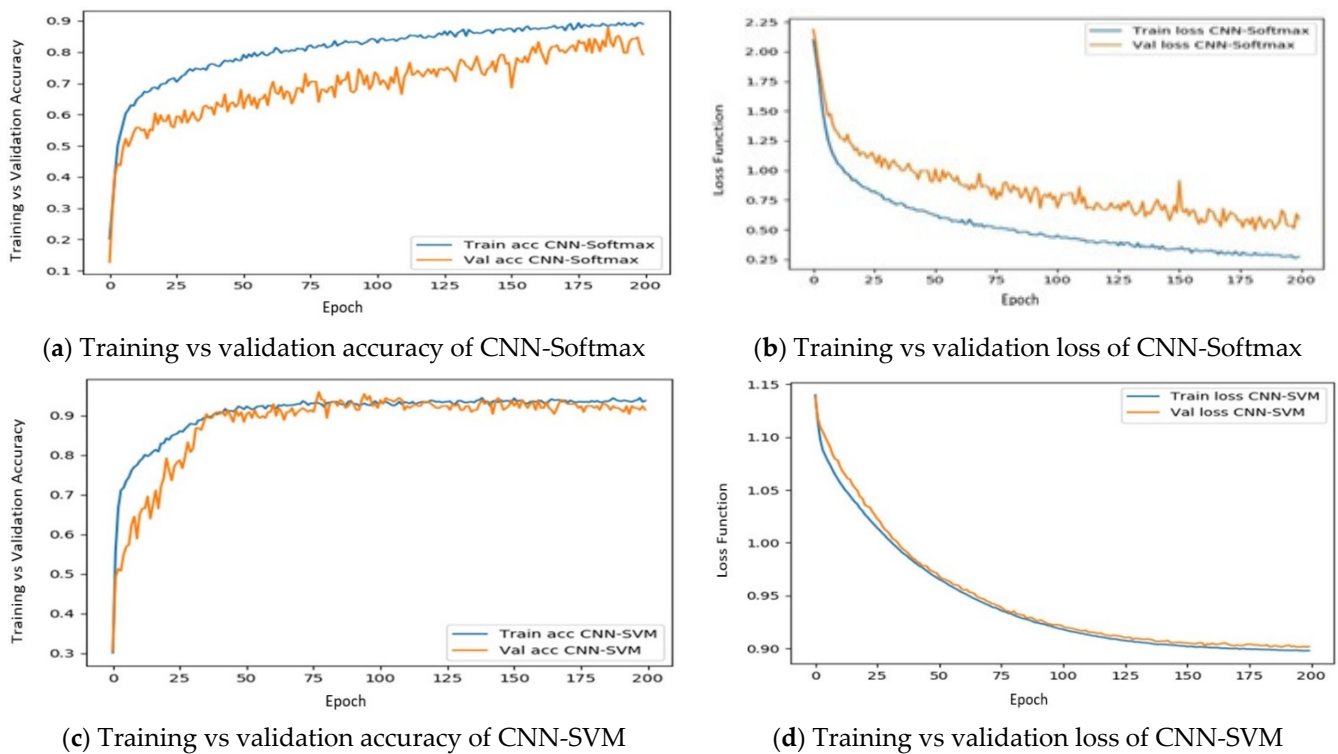 0.9
0.8
0.7
0.6
0.5
0.4
0.3
0.2
0.1
Training vs Validation Accuracy
Train acc CNN-Softmax
Val acc CNN-Softmax
0 25 50 75 100 125 150 175 200
Epoch
(a) Training vs validation accuracy of CNN-Softmax
2.25
2.00
1.75
1.50
1.25
1.00
0.75
0.50
0.25
Loss Function
Train loss CNN-Softmax
Val loss CNN-Softmax
0 25 50 75 100 125 150 175 200
Epoch
(b) Training vs validation loss of CNN-Softmax
0.9
0.8
0.7
0.6
0.5
0.4
0.3
Training vs Validation Accuracy
Train acc CNN-SVM
Val acc CNN-SVM
0 25 50 75 100 125 150 175 200
Epoch
(c) Training vs validation accuracy of CNN-SVM
1.15
1.10
1.05
1.00
0.95
0.90
Loss Function
Train loss CNN-SVM
Val loss CNN-SVM
0 25 50 75 100 125 150 175 200
Epoch
(d) Training vs validation loss of CNN-SVM